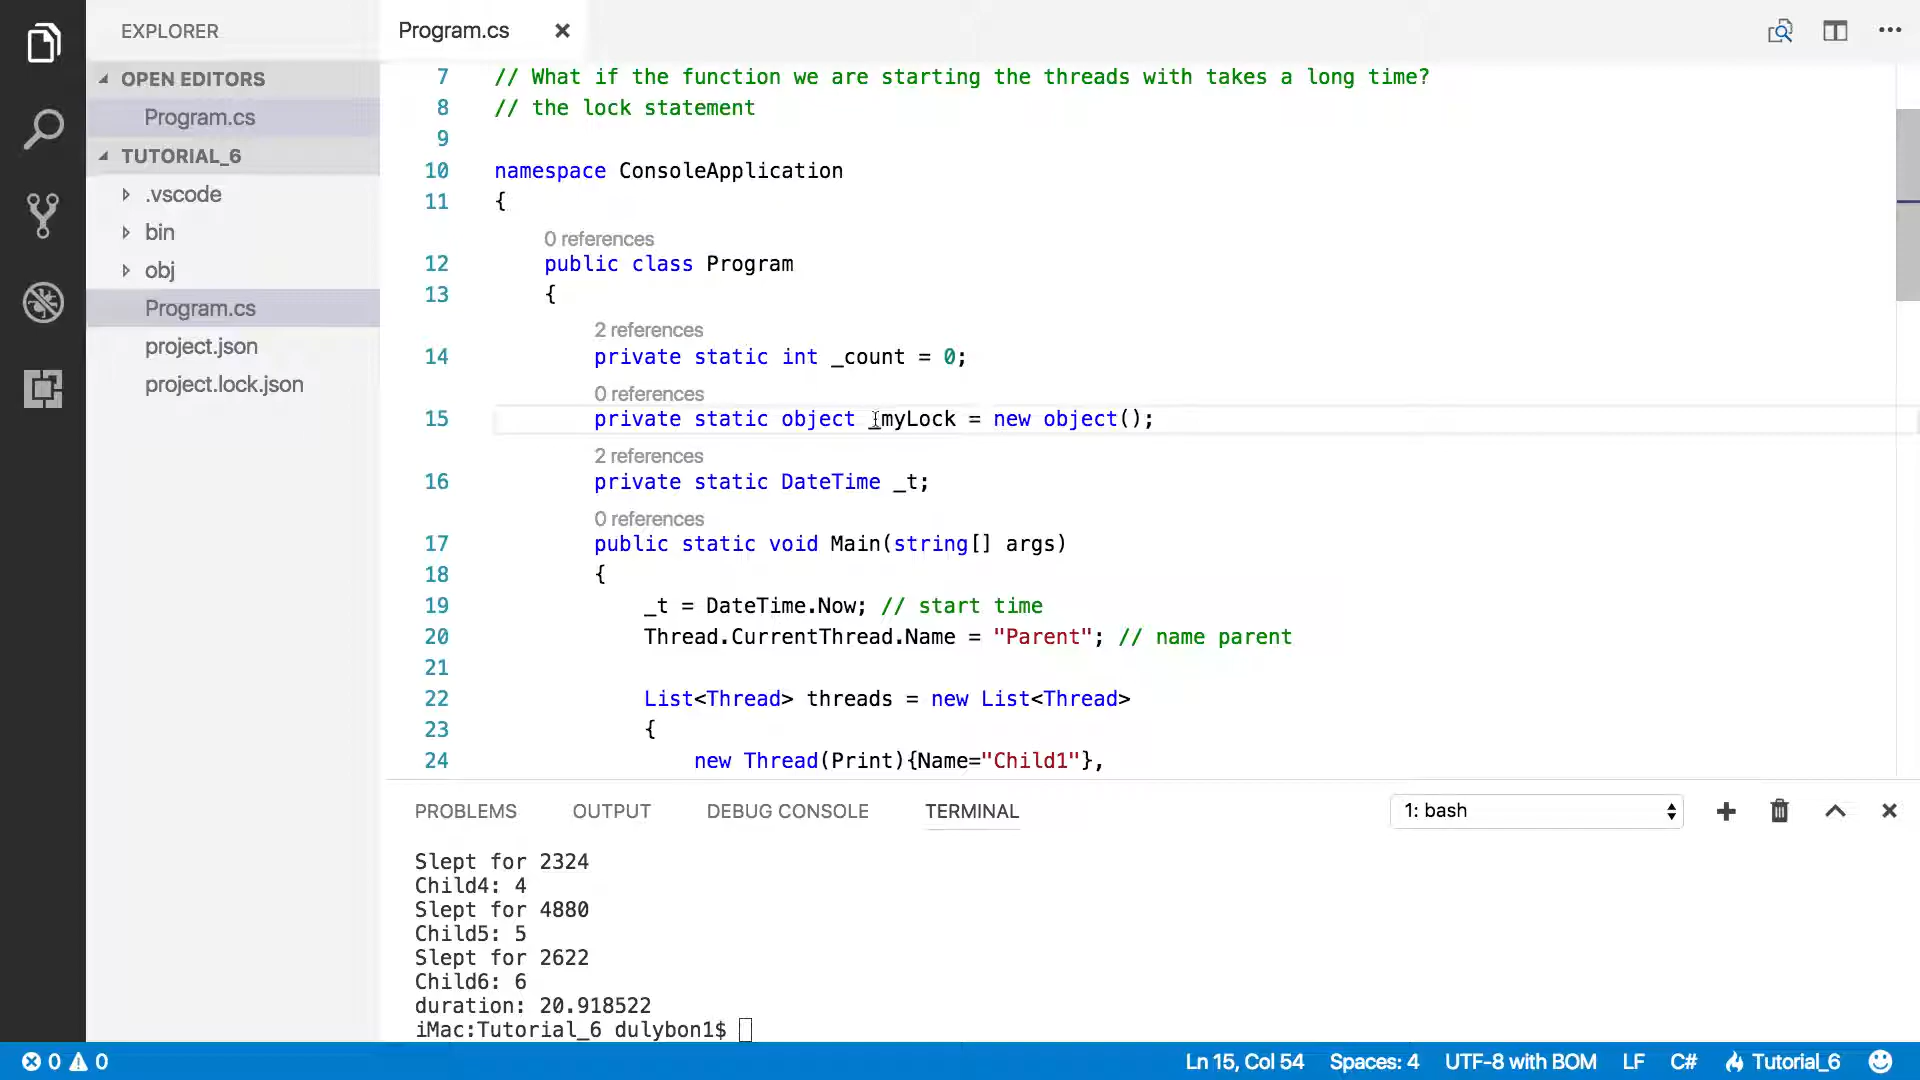 EXPLORER
OPEN EDITORS
Program.cs
TUTORIAL_6
.vscode
bin
obj
Program.cs
project.json
project.lock.json
Program.cs
7 // What if the function we are starting the threads with takes a long time?
8 // the lock statement
9
10 namespace ConsoleApplication
11 {
0 references
12 public class Program
13 {
2 references
14 private static int _count = 0;
0 references
15 private static object _myLock = new object();
2 references
16 private static DateTime _t;
0 references
17 public static void Main(string[] args)
18 {
19 _t = DateTime.Now; // start time
20 Thread.CurrentThread.Name = "Parent"; // name parent
21
22 List<Thread> threads = new List<Thread>
23 {
24 new Thread(Print){Name="Child1"},
PROBLEMS OUTPUT DEBUG CONSOLE TERMINAL 1: bash
Slept for 2324
Child4: 4
Slept for 4880
Child5: 5
Slept for 2622
Child6: 6
duration: 20.918522
iMac:Tutorial_6 dulybon1$
0 0 Ln 15, Col 54 Spaces: 4 UTF-8 with BOM LF C# Tutorial_6